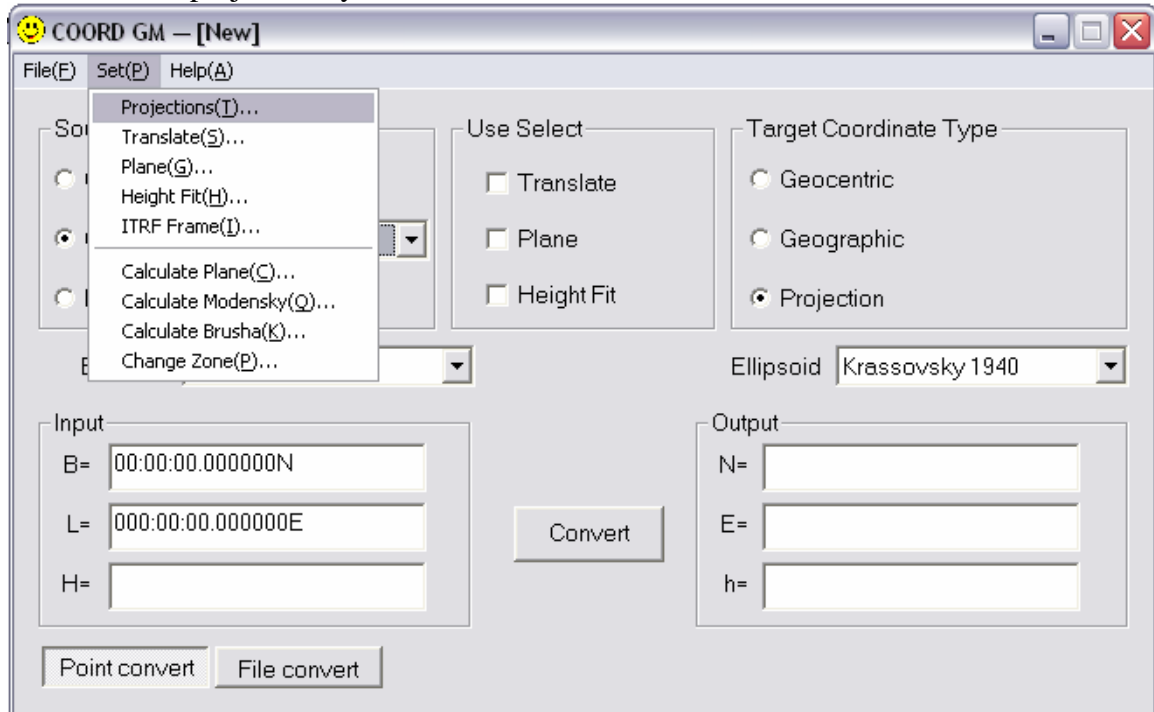 COORD GM — [New]
File(F) Set(P) Help(A)
Projections(T)...
Translate(S)...
Plane(G)...
Height Fit(H)...
ITRF Frame(I)...
Calculate Plane(C)...
Calculate Modensky(Q)...
Calculate Brusha(K)...
Change Zone(P)...
Use Select
Translate
Plane
Height Fit
Target Coordinate Type
Geocentric
Geographic
Projection
Ellipsoid Krassovsky 1940
Input
B= 00:00:00.000000N
L= 000:00:00.000000E
H=
Convert
Output
N=
E=
h=
Point convert File convert